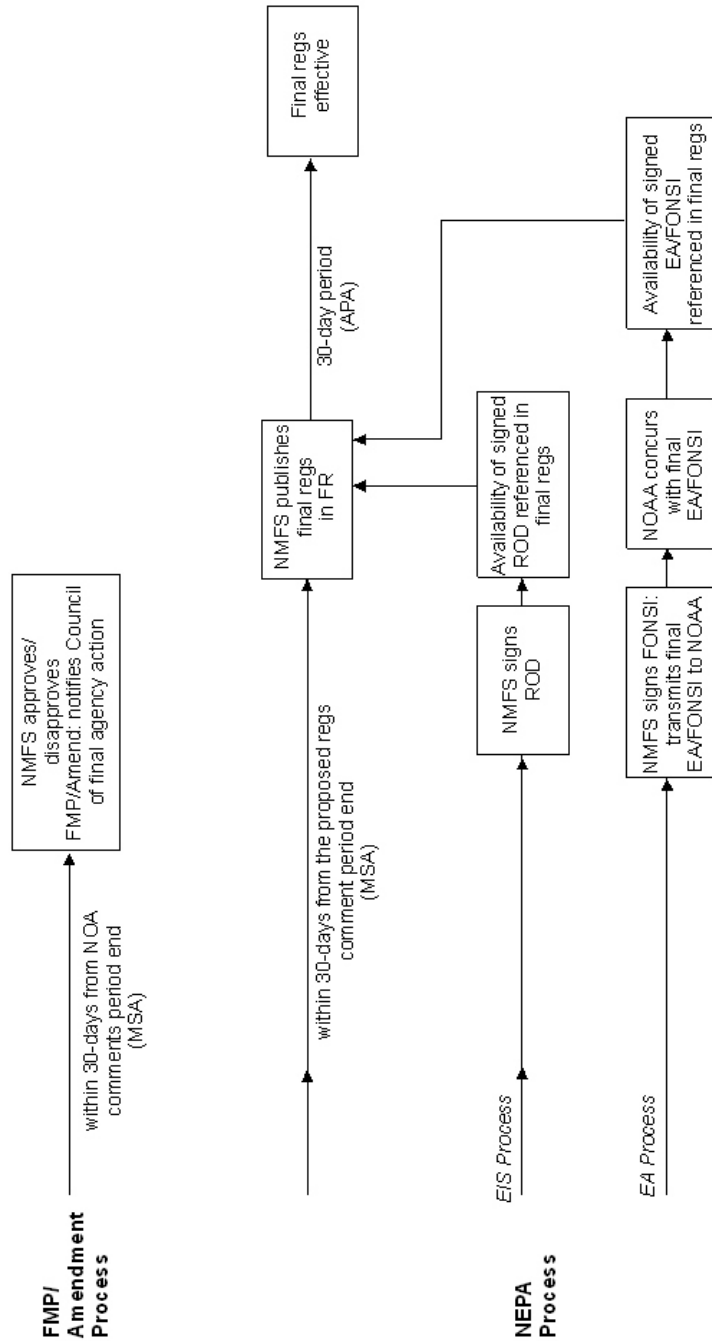 FMP/
Amendment
Process
within 30-days from NOA
comments period end
(MSA)
NMFS approves/
disapproves
FMP/Amend: notifies Council
of final agency action
within 30-days from the proposed regs
comment period end
(MSA)
NMFS publishes
final regs
in FR
30-day period
(APA)
Final regs
effective
NEPA
Process
EIS Process
NMFS signs
ROD
Availability of signed
ROD referenced in
final regs
EA Process
NMFS signs FONSI:
transmits final
EA/FONSI to NOAA
NOAA concurs
with final
EA/FONSI
Availability of signed
EA/FONSI
referenced in final regs